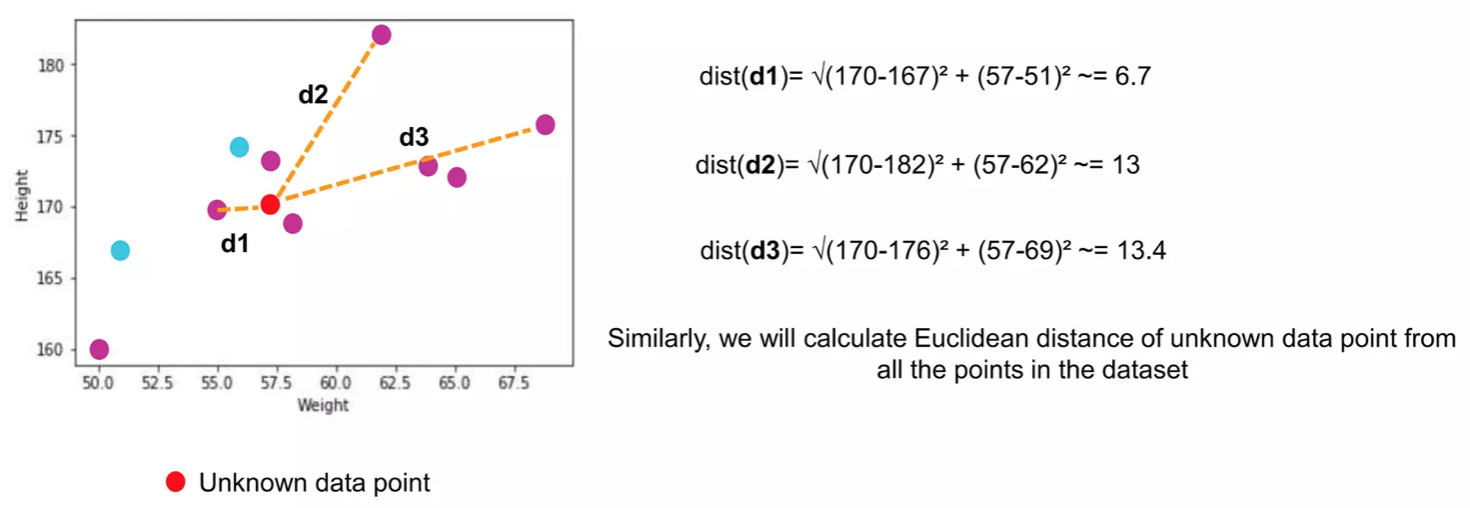 180
175
170
165
160
Height
50.0 52.5 55.0 57.5 60.0 62.5 65.0 67.5
Weight
d2
d3
d1
Unknown data point
dist(d1)= √(170-167)² + (57-51)² ~= 6.7
dist(d2)= √(170-182)² + (57-62)² ~= 13
dist(d3)= √(170-176)² + (57-69)² ~= 13.4
Similarly, we will calculate Euclidean distance of unknown data point from
all the points in the dataset